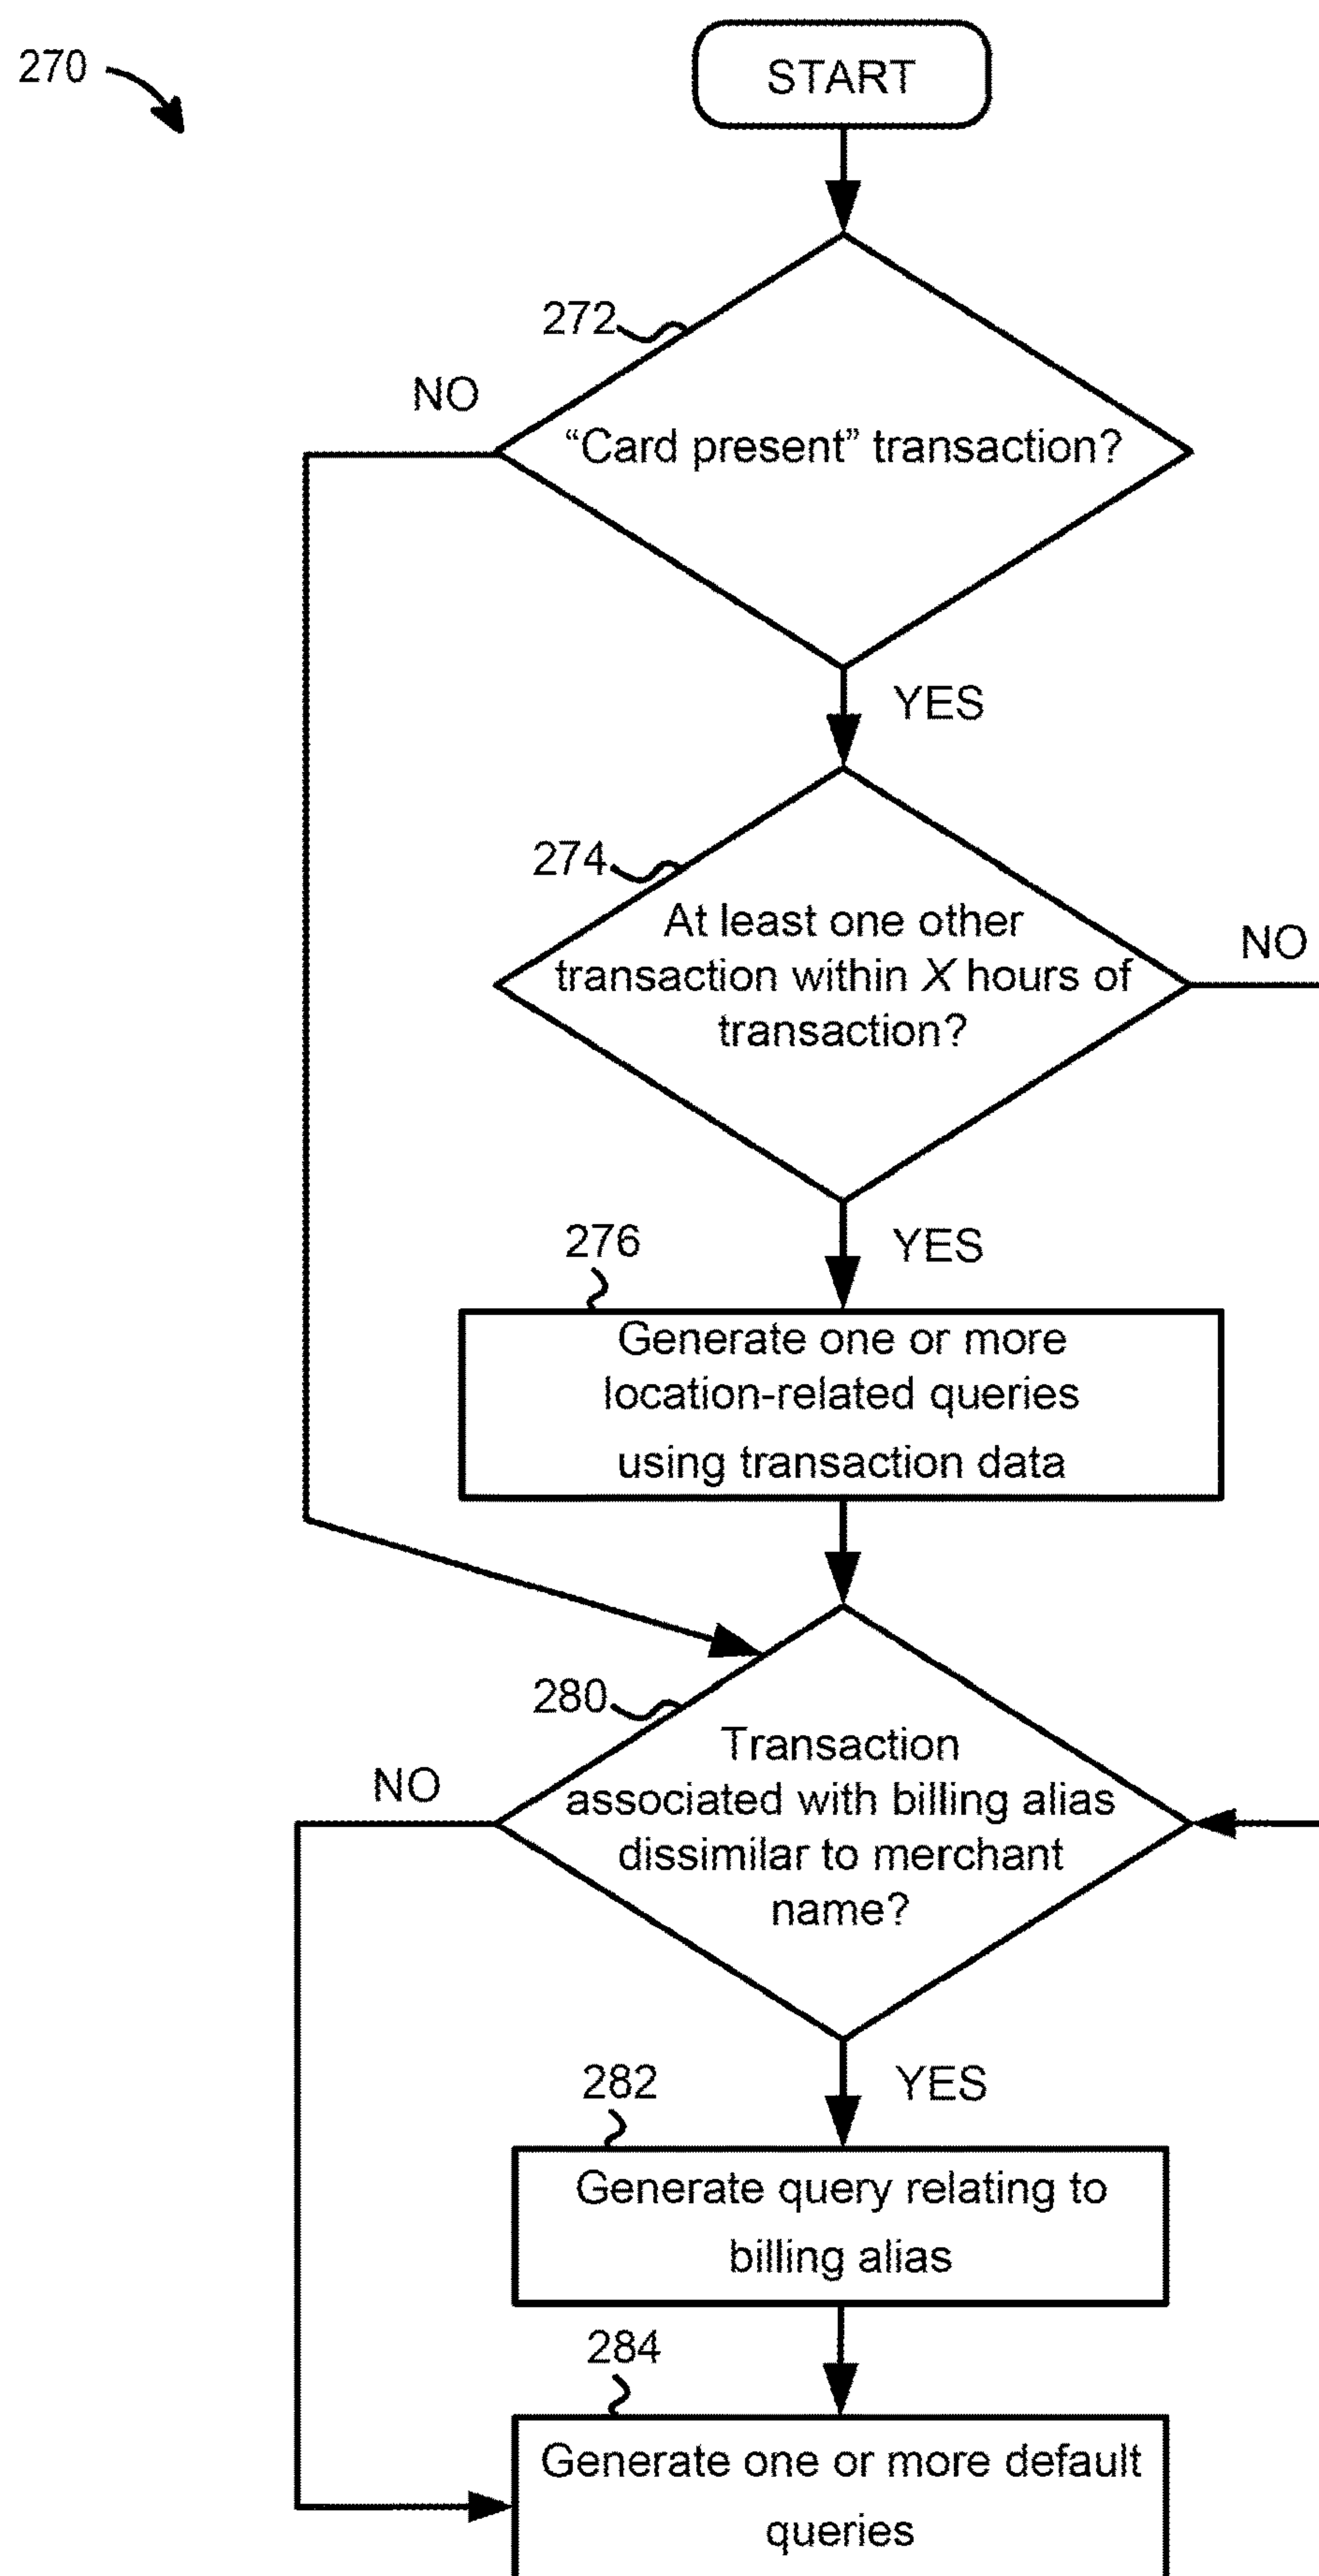 270
START
272
NO
“Card present” transaction?
YES
274
At least one other
transaction within X hours of
transaction?
NO
YES
276
Generate one or more
location-related queries
using transaction data
280
Transaction
associated with billing alias
dissimilar to merchant
name?
NO
YES
282
Generate query relating to
billing alias
284
Generate one or more default
queries